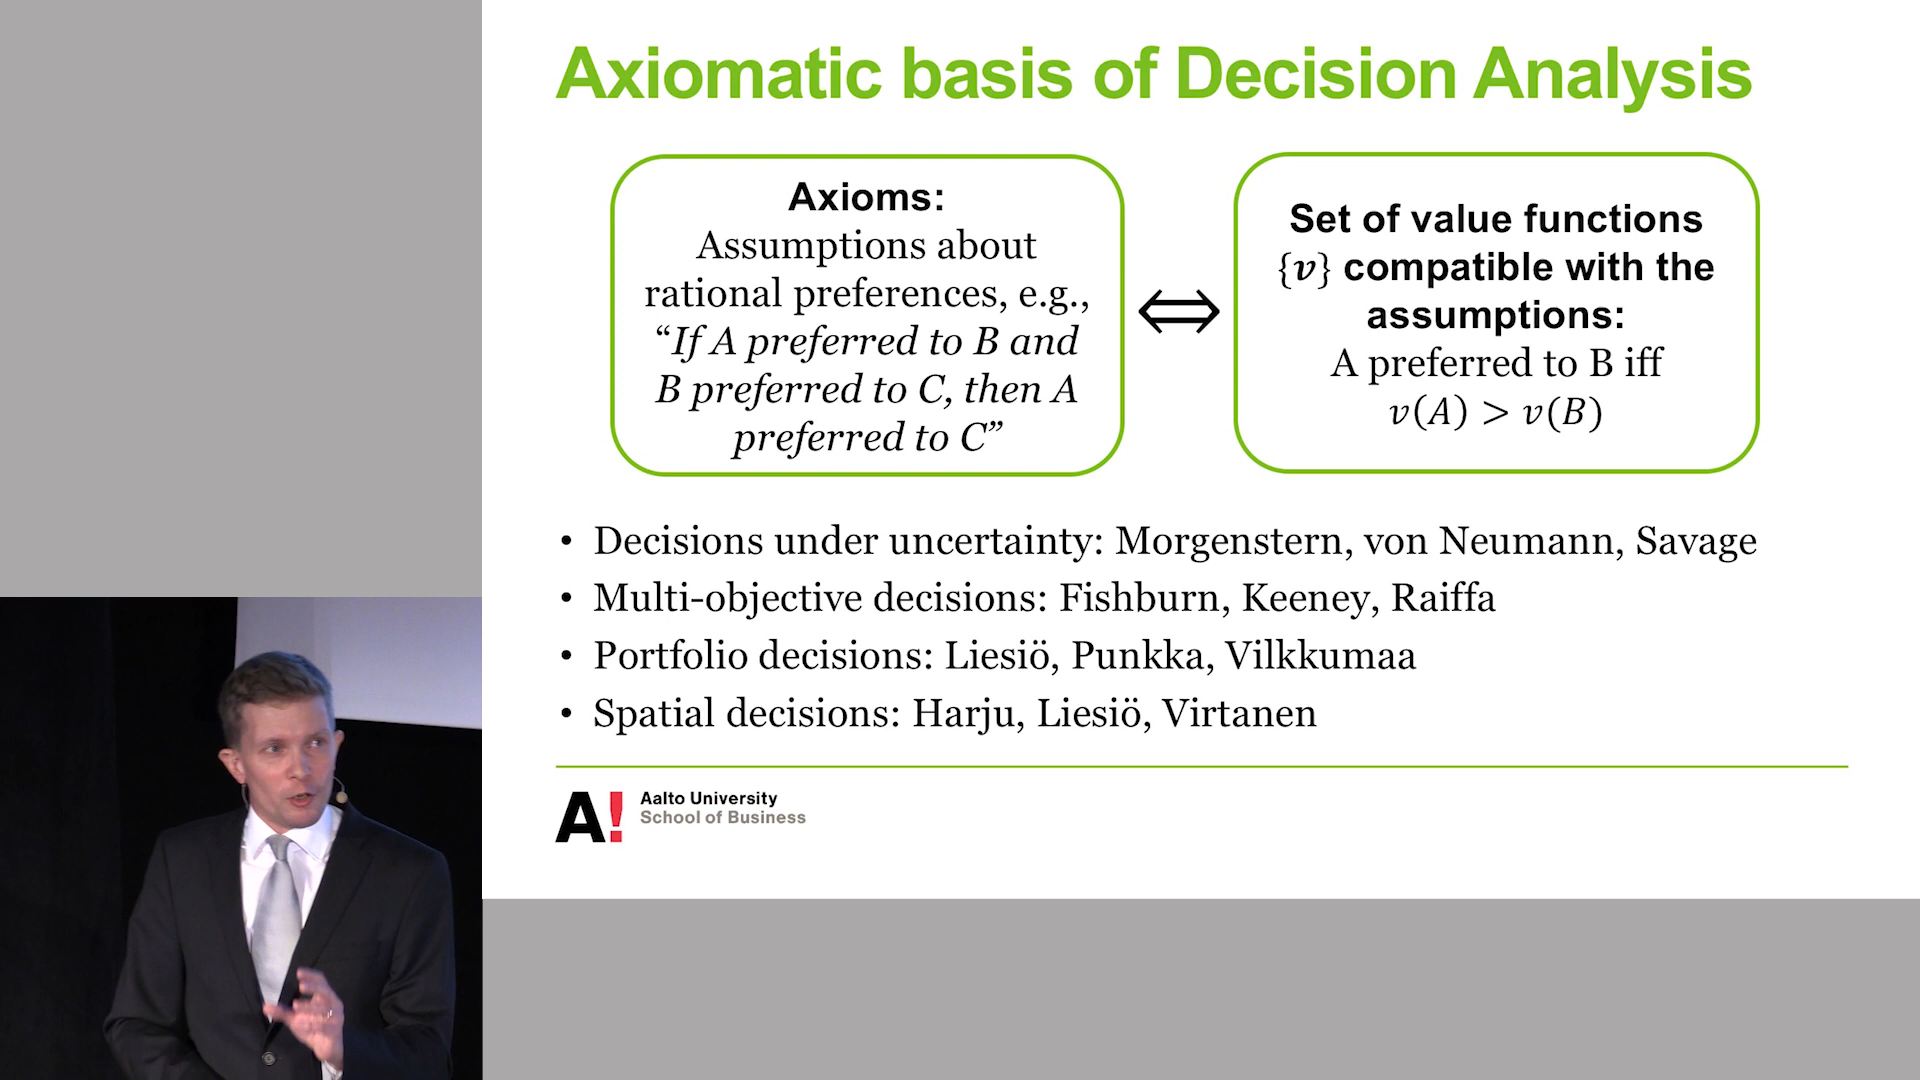 Axiomatic basis of Decision Analysis
Axioms:
Assumptions about
rational preferences, e.g.,
“If A preferred to B and
B preferred to C, then A
preferred to C”
⟺
Set of value functions
{v} compatible with the
assumptions:
A preferred to B iff
v(A) > v(B)
• Decisions under uncertainty: Morgenstern, von Neumann, Savage
• Multi-objective decisions: Fishburn, Keeney, Raiffa
• Portfolio decisions: Liesiö, Punkka, Vilkkumaa
• Spatial decisions: Harju, Liesiö, Virtanen
A!
Aalto University
School of Business